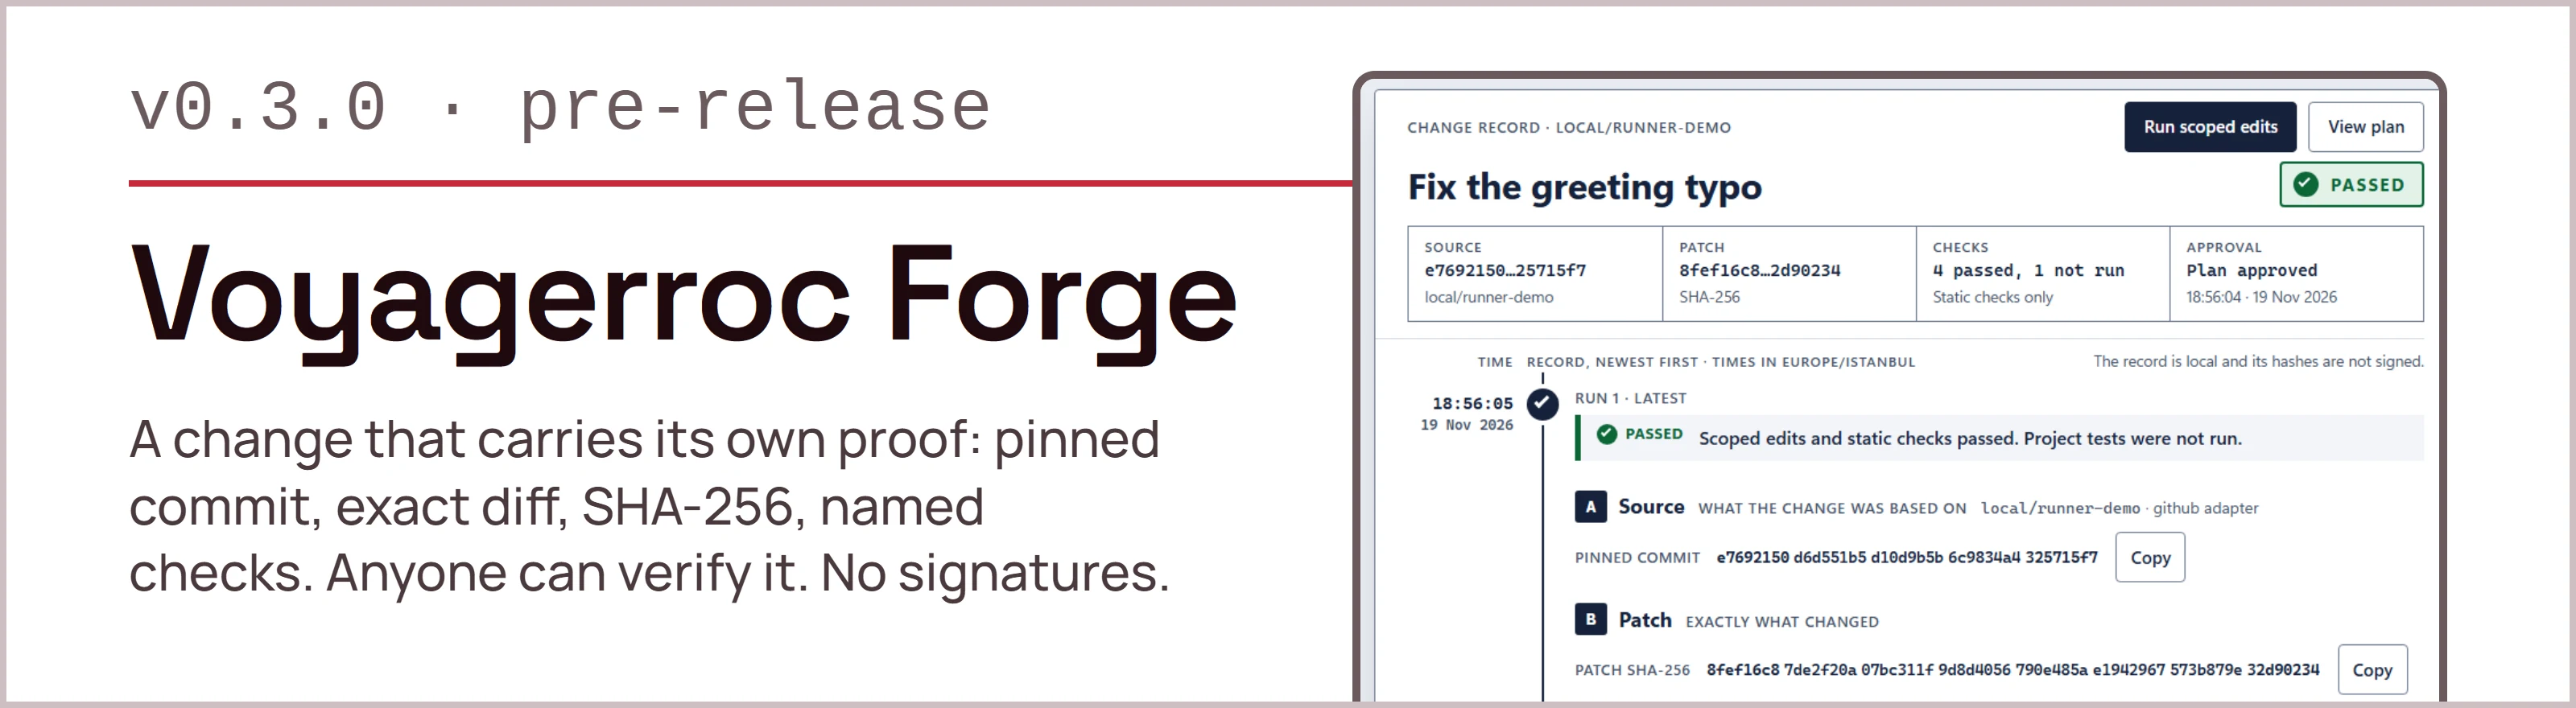 v0.3.0 · pre-release
Voyagerroc Forge
A change that carries its own proof: pinned
commit, exact diff, SHA-256, named
checks. Anyone can verify it. No signatures.
CHANGE RECORD · LOCAL/RUNNER-DEMO
Run scoped edits
View plan
Fix the greeting typo
PASSED
SOURCE
e7692150…25715f7
local/runner-demo
PATCH
8fef16c8…2d90234
SHA-256
CHECKS
4 passed, 1 not run
Static checks only
APPROVAL
Plan approved
18:56:04 · 19 Nov 2026
TIME RECORD, NEWEST FIRST · TIMES IN EUROPE/ISTANBUL
The record is local and its hashes are not signed.
18:56:05
19 Nov 2026
RUN 1 · LATEST
PASSED Scoped edits and static checks passed. Project tests were not run.
A Source WHAT THE CHANGE WAS BASED ON local/runner-demo · github adapter
PINNED COMMIT e7692150 d6d551b5 d10d9b5b 6c9834a4 325715f7 Copy
B Patch EXACTLY WHAT CHANGED
PATCH SHA-256 8fef16c8 7de2f20a 07bc311f 9d8d4056 790e485a e1942967 573b879e 32d90234 Copy